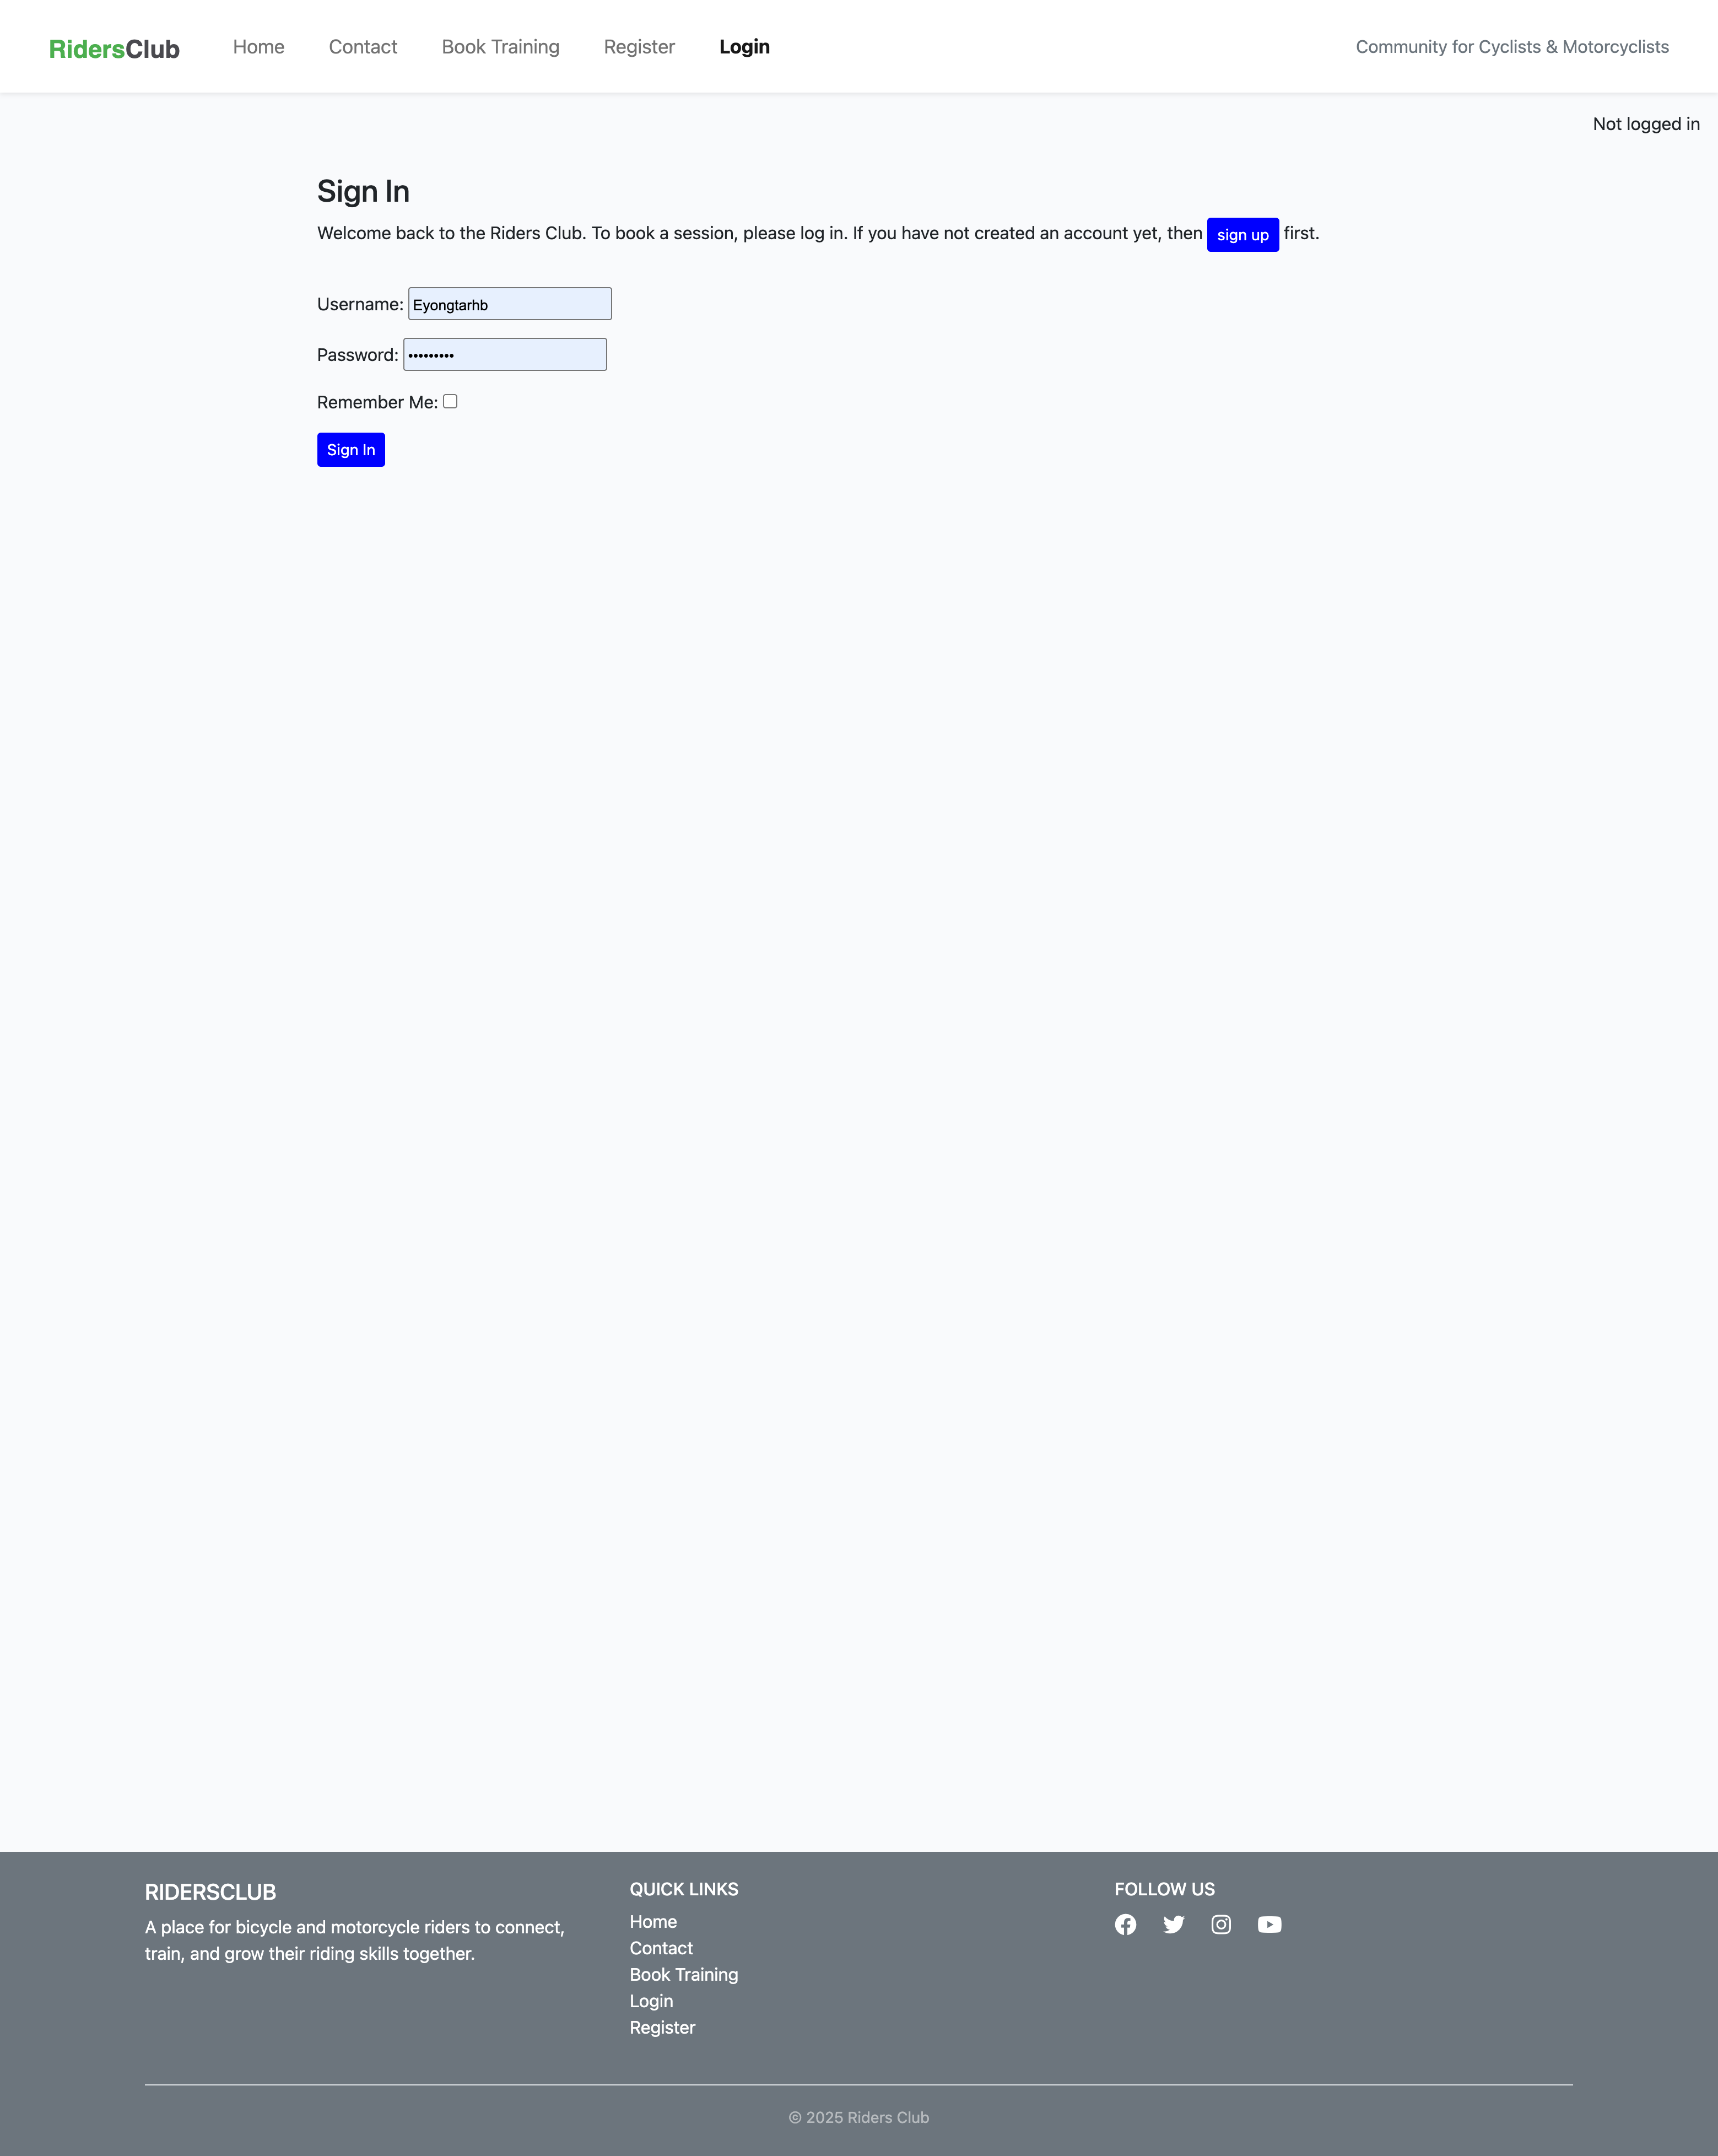 RidersClub Home Contact Book Training Register Login Community for Cyclists & Motorcyclists
Not logged in
Sign In
Welcome back to the Riders Club. To book a session, please log in. If you have not created an account yet, then sign up first.
Username: Eyongtarhb
Password: •••••••••
Remember Me:
Sign In
RIDERSCLUB
A place for bicycle and motorcycle riders to connect,
train, and grow their riding skills together.
QUICK LINKS
Home
Contact
Book Training
Login
Register
FOLLOW US
© 2025 Riders Club